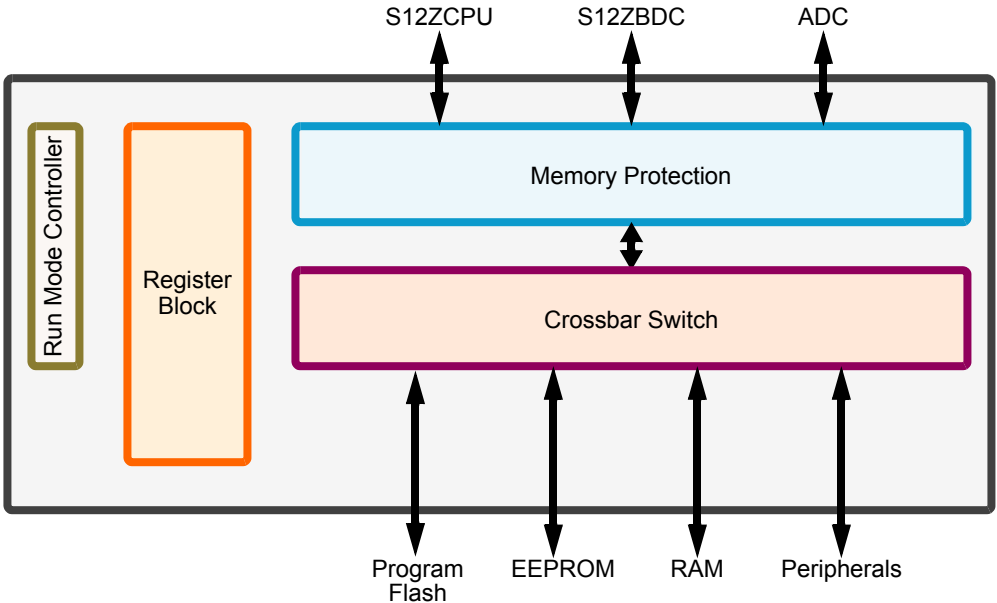 S12ZCPU
S12ZBDC
ADC
Run Mode Controller
Register
Block
Memory Protection
Crossbar Switch
Program
Flash
EEPROM
RAM
Peripherals